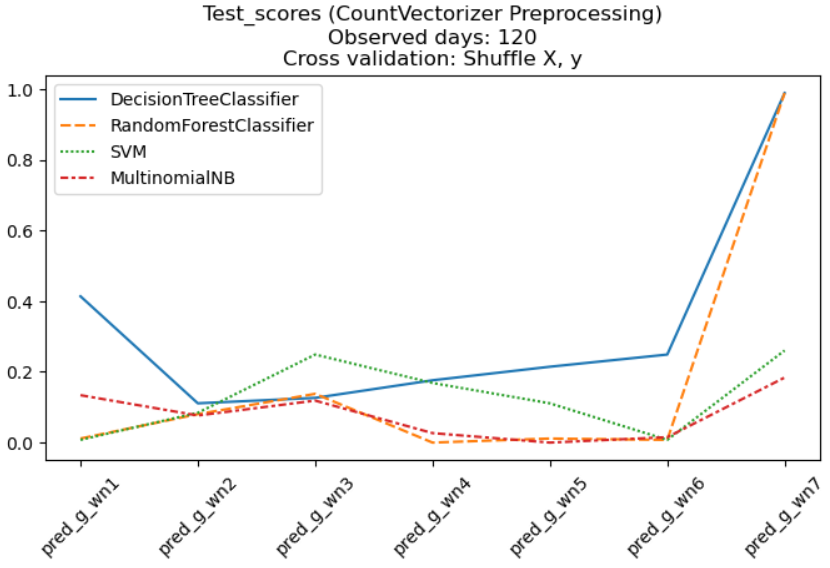 Test_scores (CountVectorizer Preprocessing)
Observed days: 120
Cross validation: Shuffle X, y
1.0
0.8
0.6
0.4
0.2
0.0
DecisionTreeClassifier
RandomForestClassifier
SVM
MultinomialNB
pred_g_wn1
pred_g_wn2
pred_g_wn3
pred_g_wn4
pred_g_wn5
pred_g_wn6
pred_g_wn7